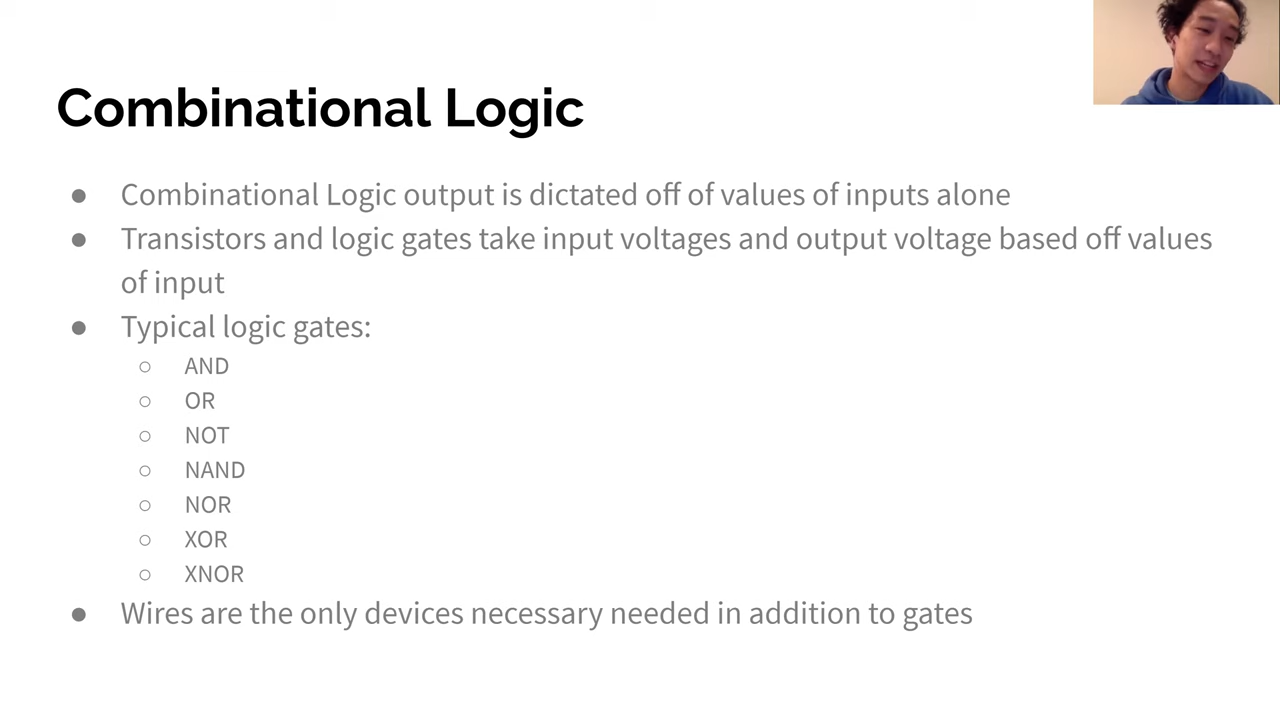 Combinational Logic
● Combinational Logic output is dictated off of values of inputs alone
● Transistors and logic gates take input voltages and output voltage based off values
of input
● Typical logic gates:
○ AND
○ OR
○ NOT
○ NAND
○ NOR
○ XOR
○ XNOR
● Wires are the only devices necessary needed in addition to gates